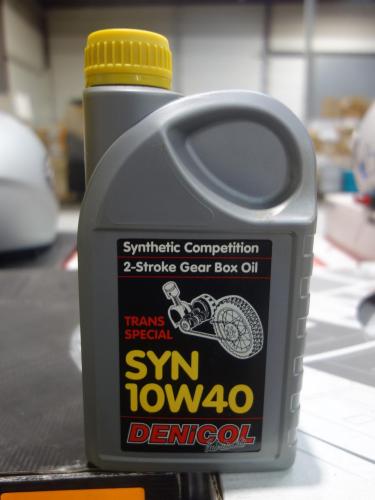 Synthetic Competition
2-Stroke Gear Box Oil
TRANS
SPECIAL
SYN
10W40
DENiCOL